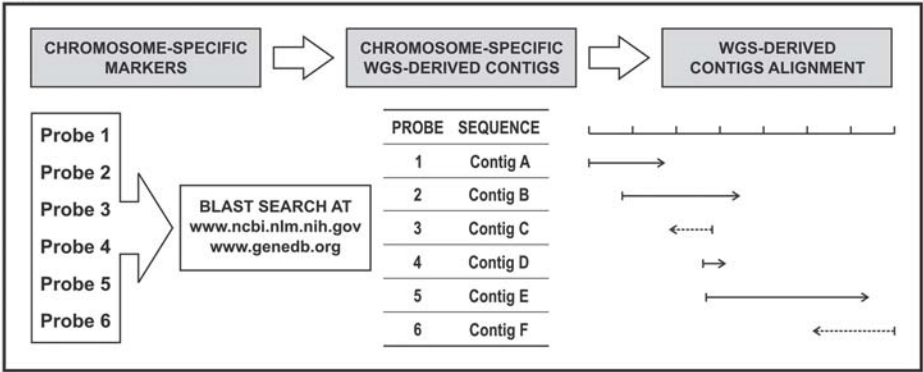 CHROMOSOME-SPECIFIC
MARKERS
CHROMOSOME-SPECIFIC
WGS-DERIVED CONTIGS
WGS-DERIVED
CONTIGS ALIGNMENT
Probe 1
Probe 2
Probe 3
Probe 4
Probe 5
Probe 6
BLAST SEARCH AT
www.ncbi.nlm.nih.gov
www.genedb.org
PROBE SEQUENCE
1 Contig A
2 Contig B
3 Contig C
4 Contig D
5 Contig E
6 Contig F